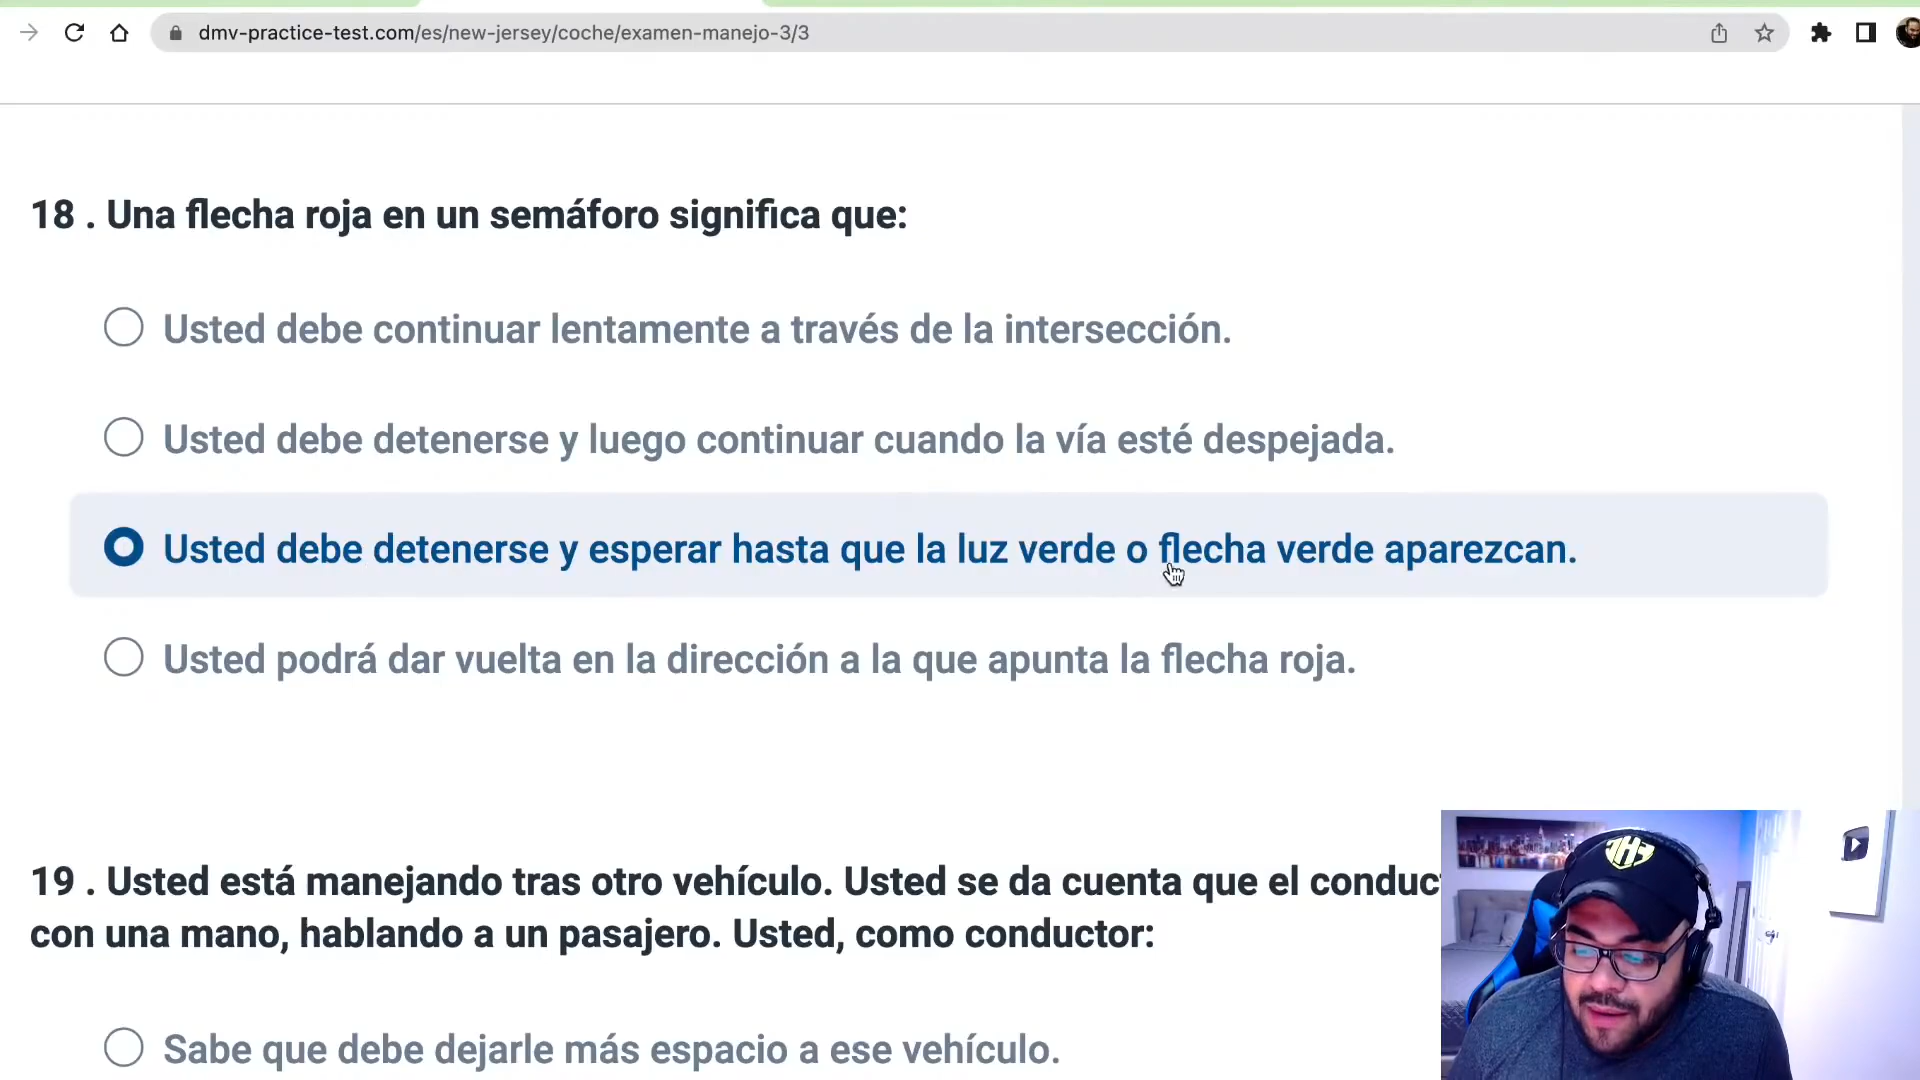 dmv-practice-test.com/es/new-jersey/coche/examen-manejo-3/3
18 . Una flecha roja en un semáforo significa que:
Usted debe continuar lentamente a través de la intersección.
Usted debe detenerse y luego continuar cuando la vía esté despejada.
Usted debe detenerse y esperar hasta que la luz verde o flecha verde aparezcan.
Usted podrá dar vuelta en la dirección a la que apunta la flecha roja.
19 . Usted está manejando tras otro vehículo. Usted se da cuenta que el conduc
con una mano, hablando a un pasajero. Usted, como conductor:
Sabe que debe dejarle más espacio a ese vehículo.